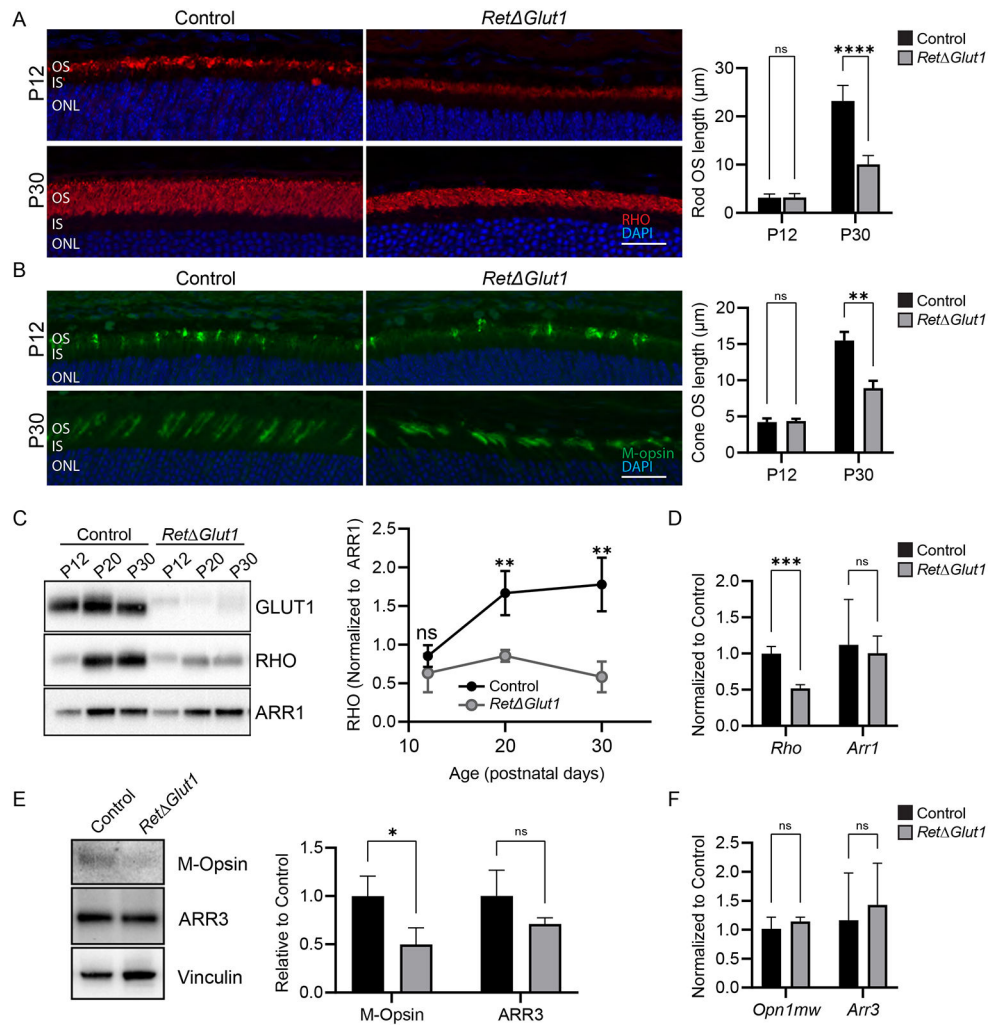 A
Control
RetΔGlut1
P12
OS
IS
ONL
P30
OS
IS
ONL
RHO
DAPI
Control
RetΔGlut1
Rod OS length (µm)
30
20
10
0
ns
****
P12
P30
B
Control
RetΔGlut1
P12
OS
IS
ONL
P30
OS
IS
ONL
M-opsin
DAPI
Control
RetΔGlut1
Cone OS length (µm)
20
15
10
5
0
ns
**
P12
P30
C
Control
RetΔGlut1
P12
P20
P30
P12
P20
P30
GLUT1
RHO
ARR1
RHO (Normalized to ARR1)
2.5
2.0
1.5
1.0
0.5
0.0
ns
**
**
Control
RetΔGlut1
10
20
30
Age (postnatal days)
D
Control
RetΔGlut1
Normalized to Control
2.0
1.5
1.0
0.5
0.0
***
ns
Rho
Arr1
E
Control
RetΔGlut1
M-Opsin
ARR3
Vinculin
Relative to Control
1.5
1.0
0.5
0.0
*
ns
M-Opsin
ARR3
F
Control
RetΔGlut1
Normalized to Control
2.5
2.0
1.5
1.0
0.5
0.0
ns
ns
Opn1mw
Arr3